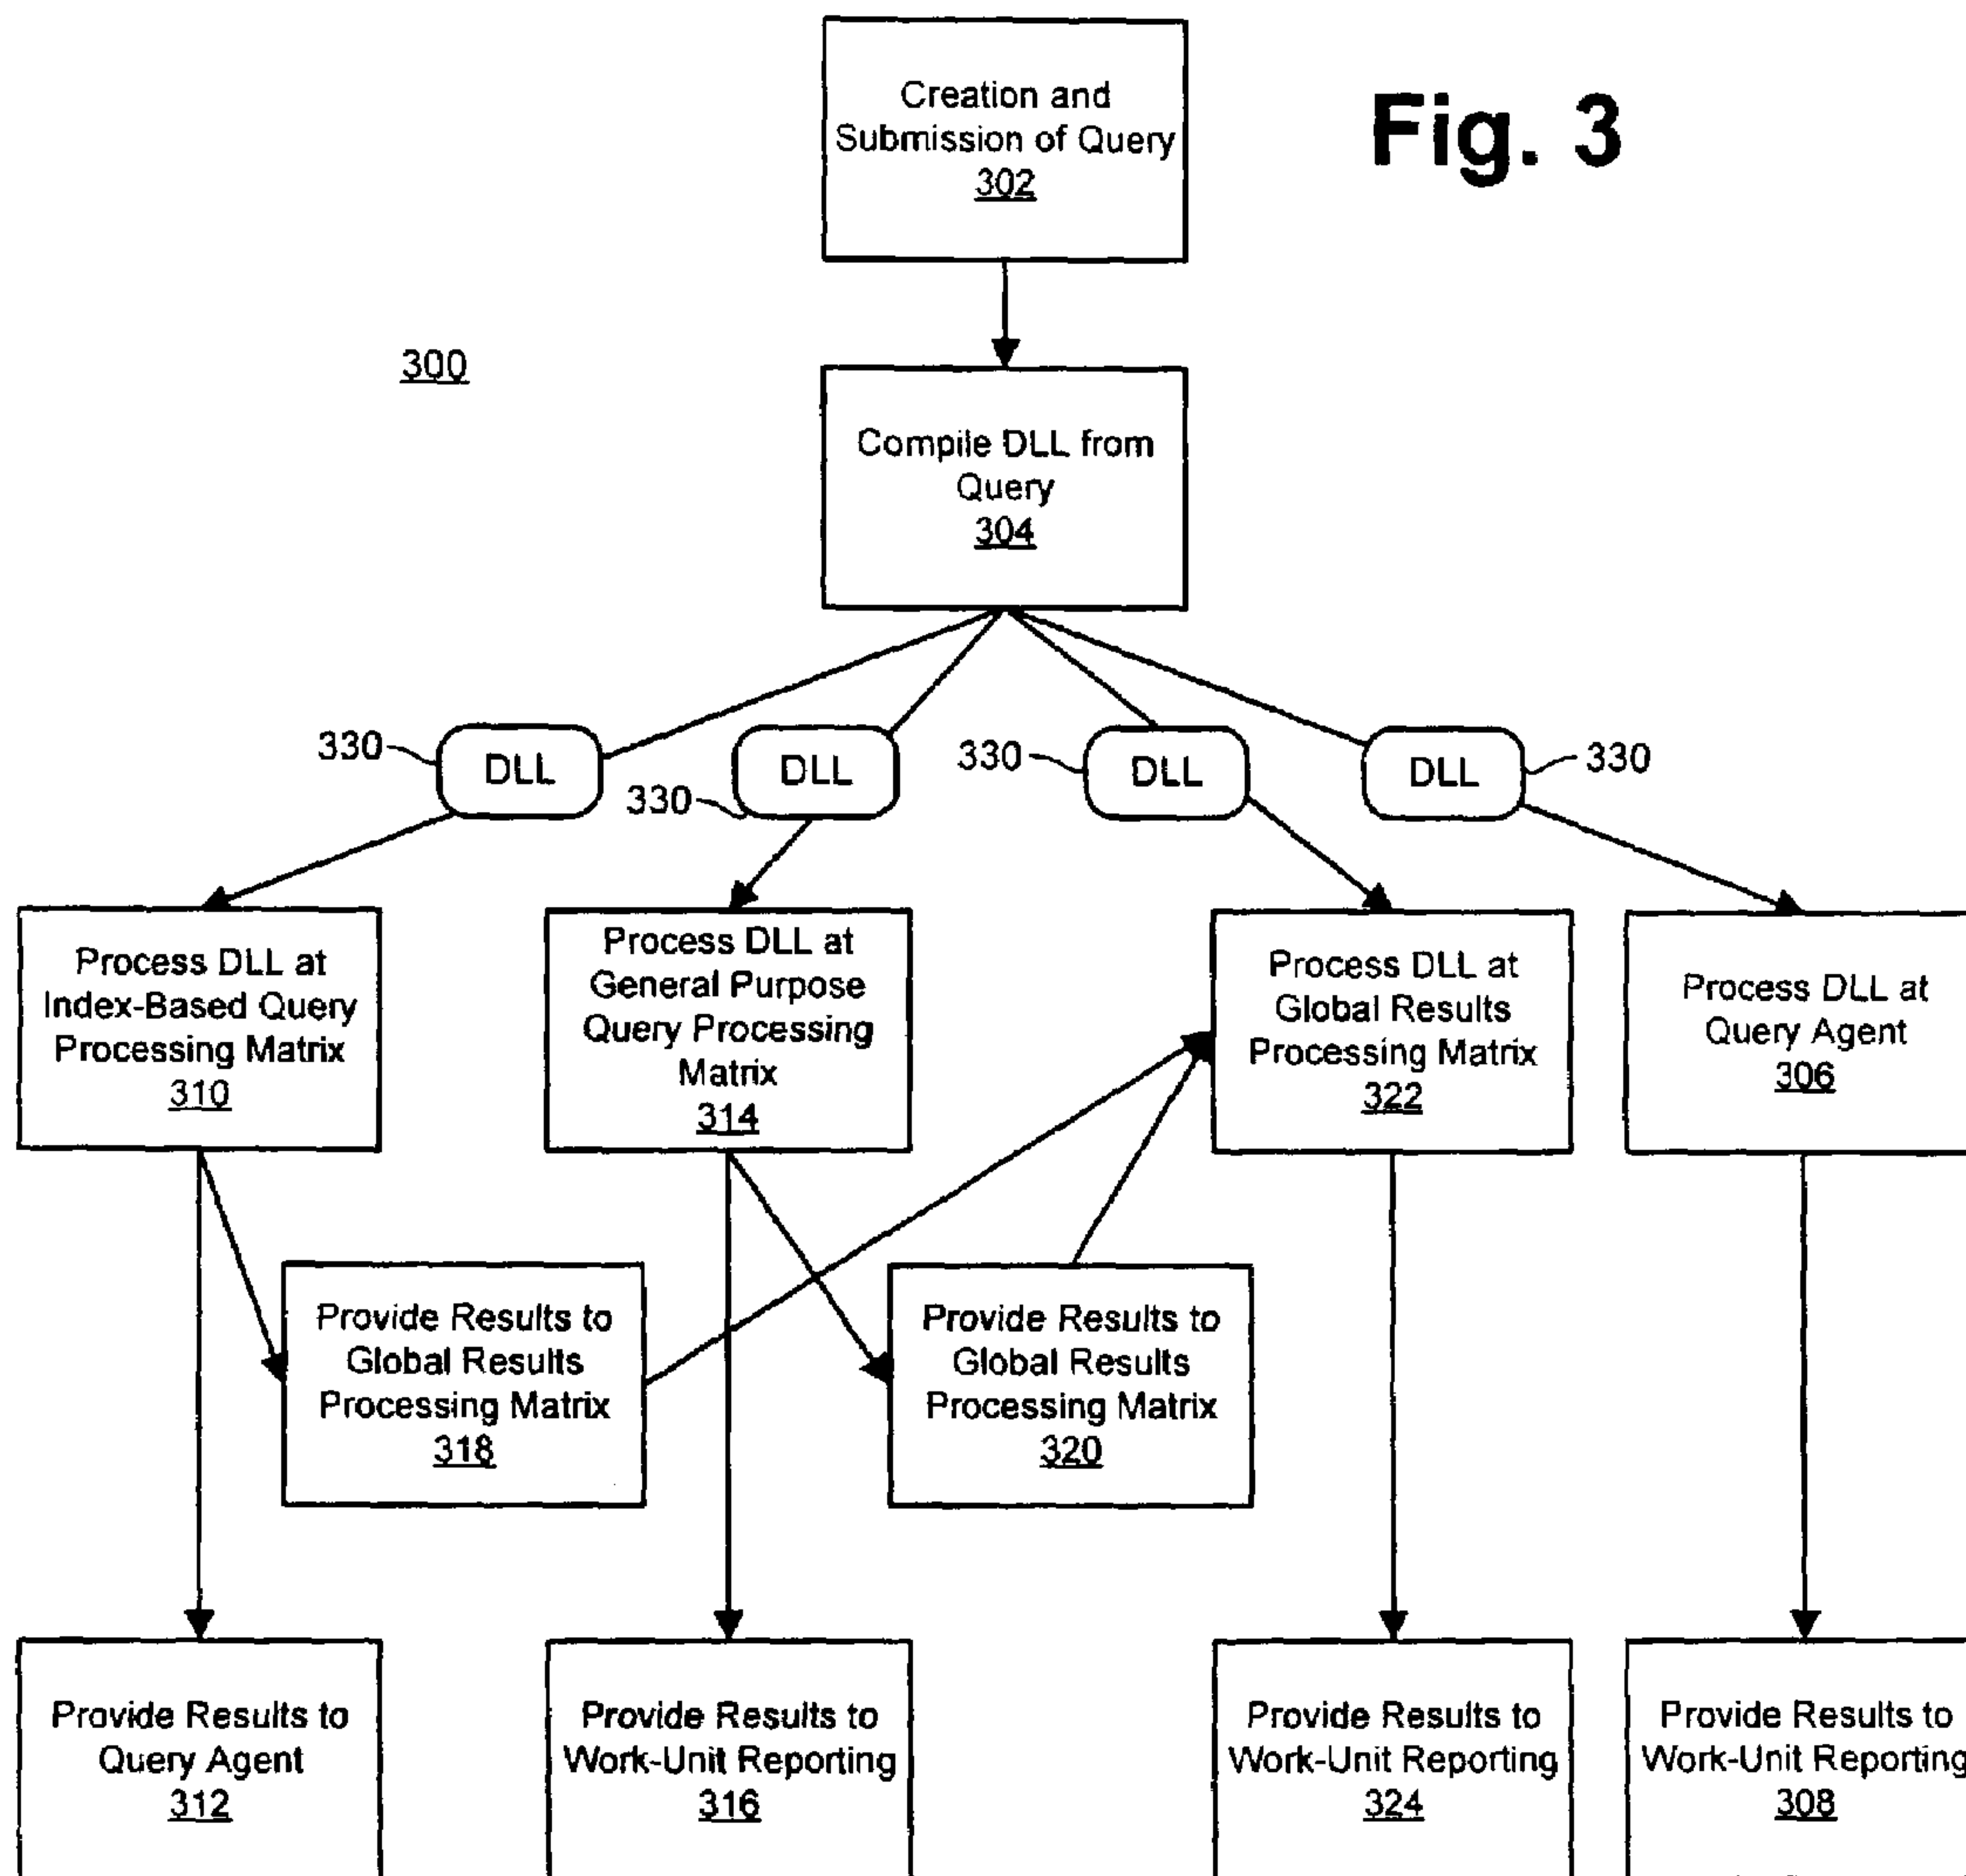 Creation and
Submission of Query
302
Fig. 3
300
Compile DLL from
Query
304
330
DLL
330
DLL
330
DLL
DLL
330
Process DLL at
Index-Based Query
Processing Matrix
310
Process DLL at
General Purpose
Query Processing
Matrix
314
Process DLL at
Global Results
Processing Matrix
322
Process DLL at
Query Agent
306
Provide Results to
Global Results
Processing Matrix
318
Provide Results to
Global Results
Processing Matrix
320
Provide Results to
Query Agent
312
Provide Results to
Work-Unit Reporting
316
Provide Results to
Work-Unit Reporting
324
Provide Results to
Work-Unit Reporting
308